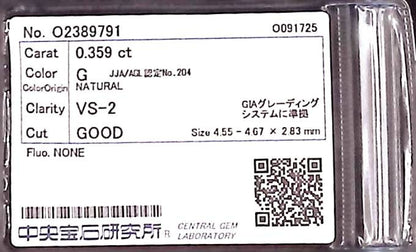 No. O2389791 O091725
Carat 0.359 ct
Color G JJA/AGL認定No.204
ColorOrigin NATURAL
Clarity VS-2 GIAグレーディング
システムに準拠
Cut GOOD Size 4.55 - 4.67 × 2.83 mm
Fluo. NONE
中央宝石研究所® CENTRAL GEM
LABORATORY